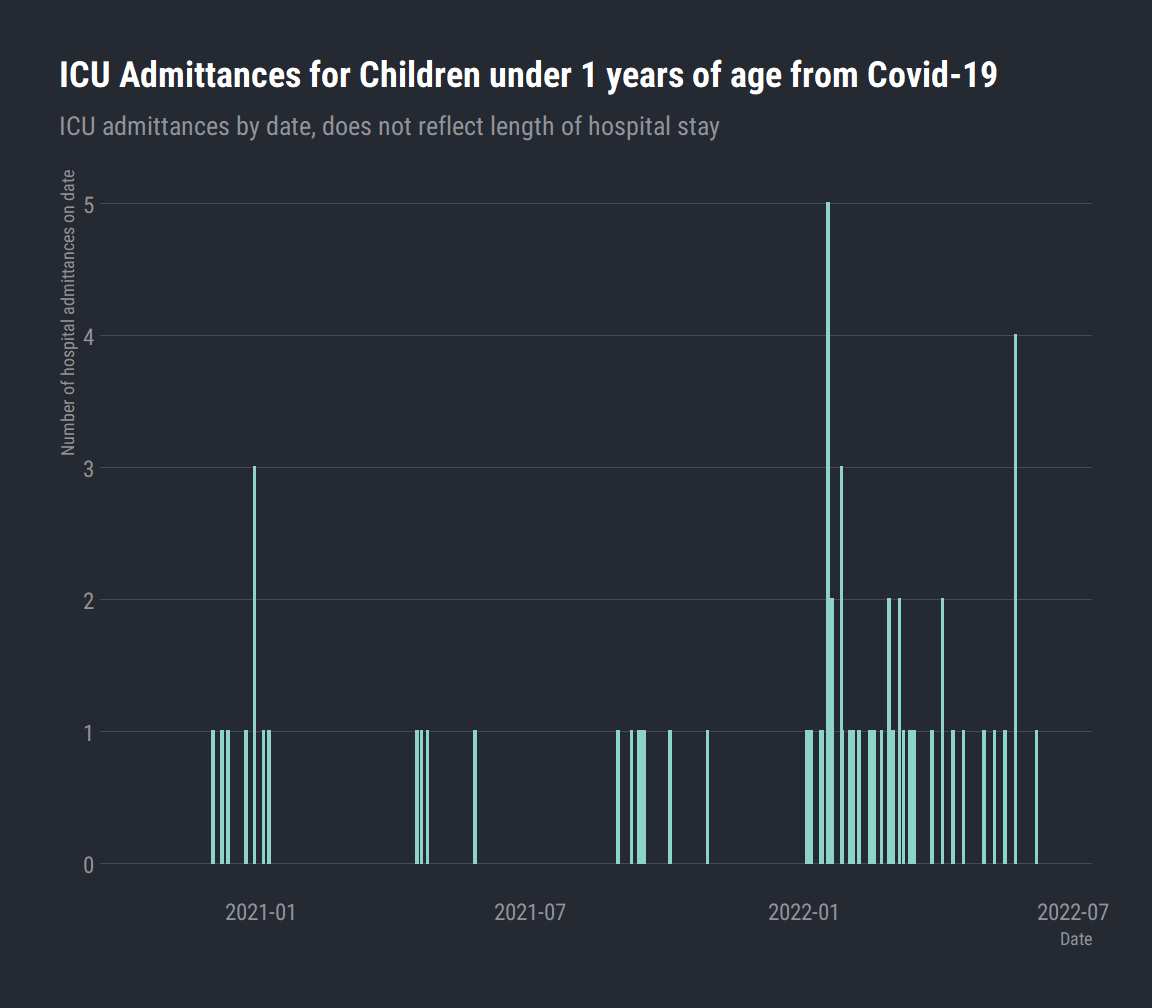 ICU Admittances for Children under 1 years of age from Covid-19
ICU admittances by date, does not reflect length of hospital stay
Number of hospital admittances on date
5
4
3
2
1
0
2021-01 2021-07 2022-01 2022-07
Date